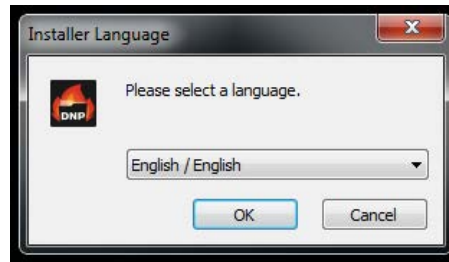 Installer Language
DNP
Please select a language.
English / English
OK
Cancel